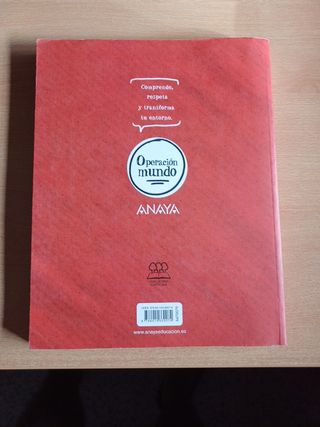 Comprende,
respeta
y transforma
tu entorno.
Operación
mundo
ANAYA
www.anayaeducacion.es